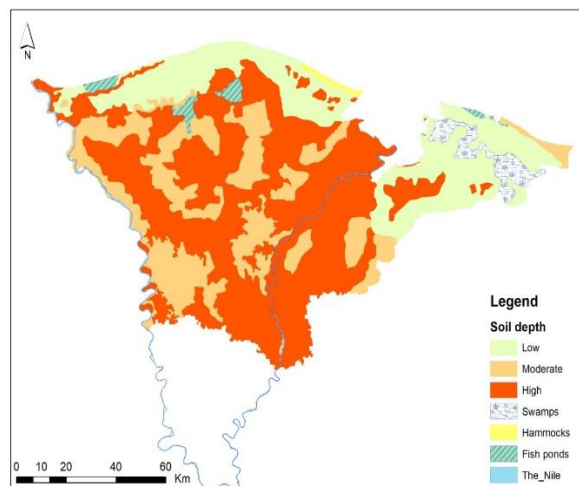 N
Legend
Soil depth
Low
Moderate
High
Swamps
Hammocks
Fish ponds
The_Nile
0 10 20 40 60
Km